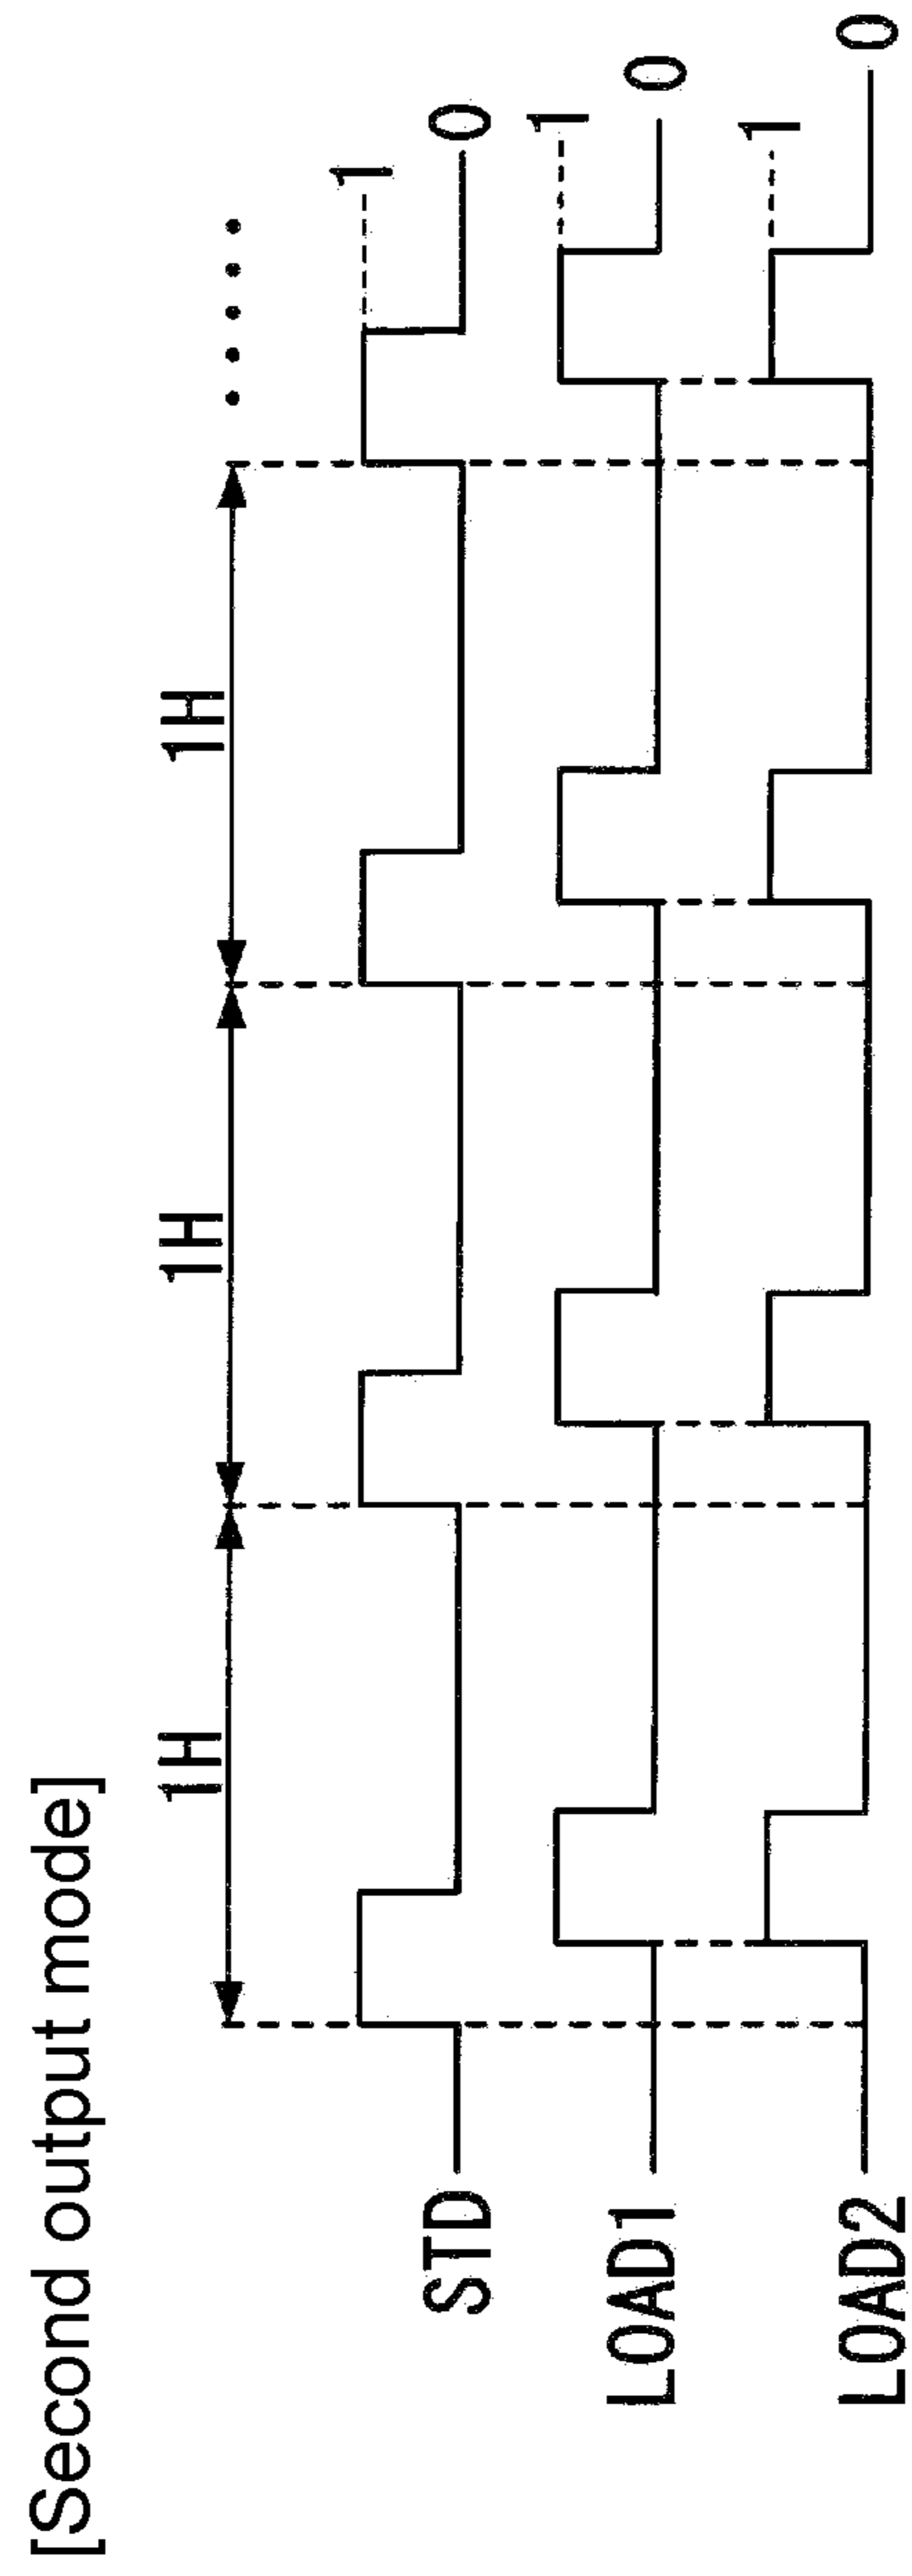 [Second output mode]
1H 1H 1H •••••
STD 1 0
LOAD1 1 0
LOAD2 1 0